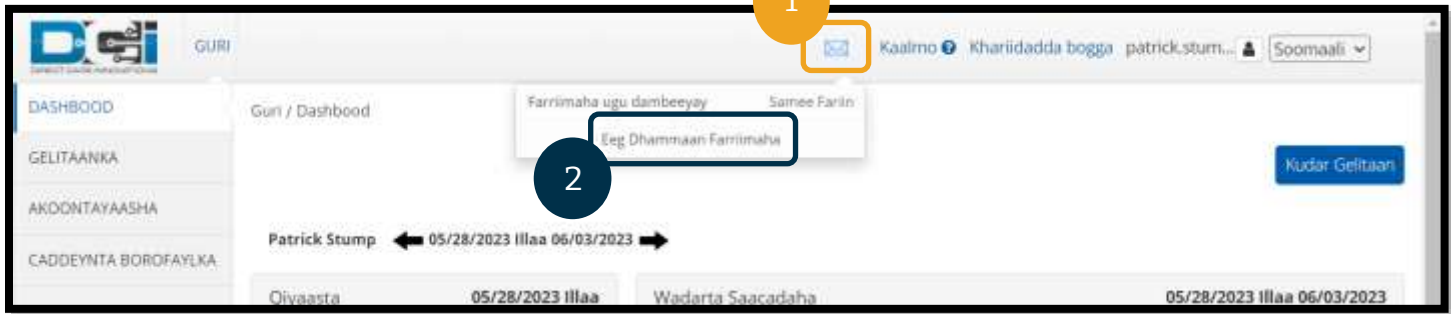 1
DCI GURI Kaalmo Khariidadda bogga patrick.stum... Soomaali
DASHBOOD
Guri / Dashbood
Farriimaha ugu dambeeyay Samee Fariin
Eeg Dhammaan Farriimaha
2
GELITAANKA
Kudar Gelitaan
AKOONTAYAASHA
Patrick Stump 05/28/2023 Illaa 06/03/2023
CADDEYNTA BOROFAYLKA
Qiyaasta 05/28/2023 Illaa
Wadarta Saacadaha 05/28/2023 Illaa 06/03/2023